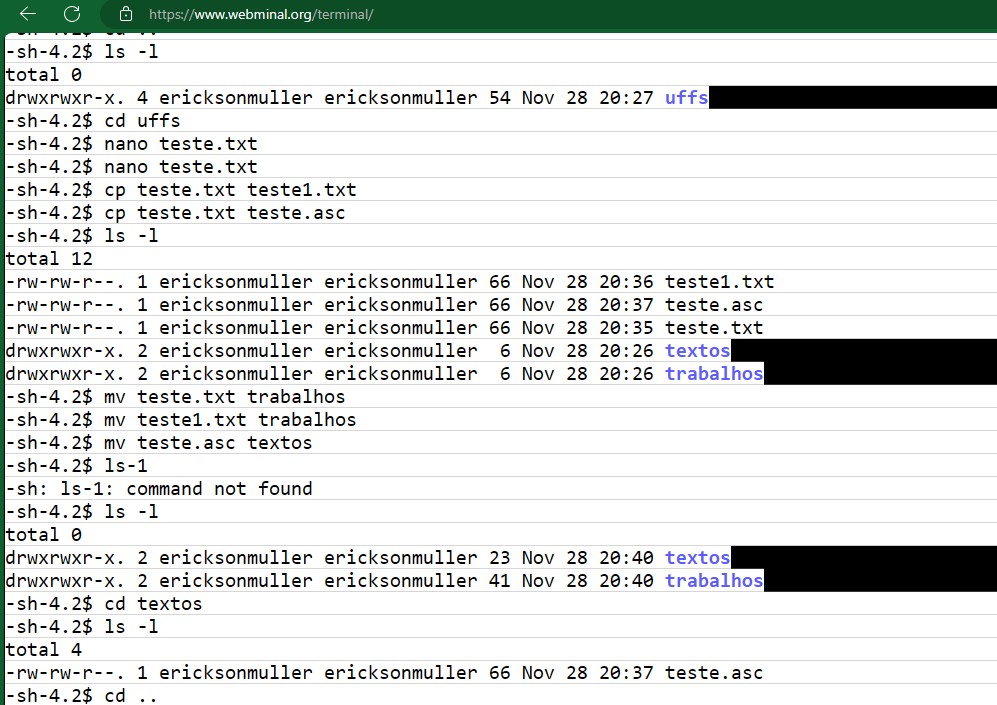 https://www.webminal.org/terminal/
-sh-4.2$ cd ..
-sh-4.2$ ls -l
total 0
drwxrwxr-x. 4 ericksonmuller ericksonmuller 54 Nov 28 20:27 uffs
-sh-4.2$ cd uffs
-sh-4.2$ nano teste.txt
-sh-4.2$ nano teste.txt
-sh-4.2$ cp teste.txt teste1.txt
-sh-4.2$ cp teste.txt teste.asc
-sh-4.2$ ls -l
total 12
-rw-rw-r--. 1 ericksonmuller ericksonmuller 66 Nov 28 20:36 teste1.txt
-rw-rw-r--. 1 ericksonmuller ericksonmuller 66 Nov 28 20:37 teste.asc
-rw-rw-r--. 1 ericksonmuller ericksonmuller 66 Nov 28 20:35 teste.txt
drwxrwxr-x. 2 ericksonmuller ericksonmuller  6 Nov 28 20:26 textos
drwxrwxr-x. 2 ericksonmuller ericksonmuller  6 Nov 28 20:26 trabalhos
-sh-4.2$ mv teste.txt trabalhos
-sh-4.2$ mv teste1.txt trabalhos
-sh-4.2$ mv teste.asc textos
-sh-4.2$ ls-1
-sh: ls-1: command not found
-sh-4.2$ ls -l
total 0
drwxrwxr-x. 2 ericksonmuller ericksonmuller 23 Nov 28 20:40 textos
drwxrwxr-x. 2 ericksonmuller ericksonmuller 41 Nov 28 20:40 trabalhos
-sh-4.2$ cd textos
-sh-4.2$ ls -l
total 4
-rw-rw-r--. 1 ericksonmuller ericksonmuller 66 Nov 28 20:37 teste.asc
-sh-4.2$ cd ..